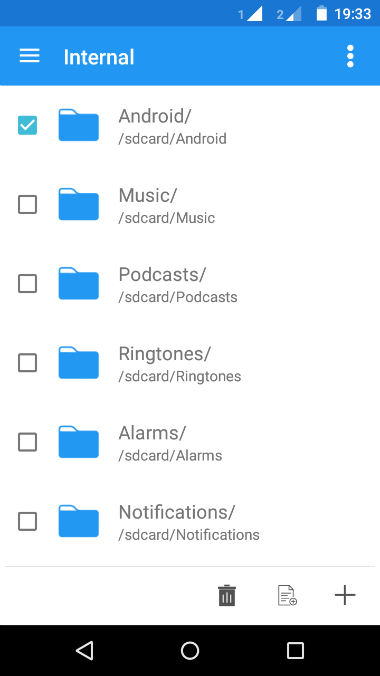 1 2 19:33
Internal
Android/
/sdcard/Android
Music/
/sdcard/Music
Podcasts/
/sdcard/Podcasts
Ringtones/
/sdcard/Ringtones
Alarms/
/sdcard/Alarms
Notifications/
/sdcard/Notifications